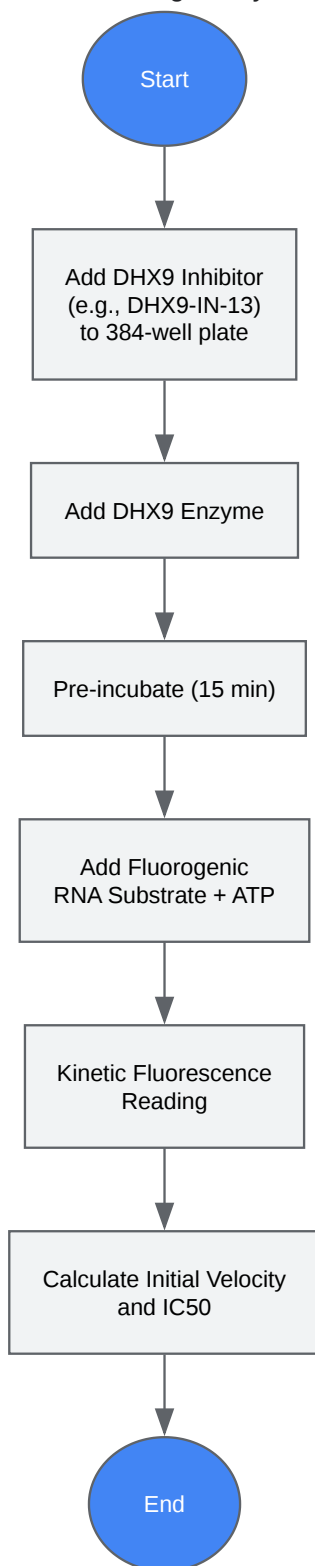 Start
Add DHX9 Inhibitor
(e.g., DHX9-IN-13)
to 384-well plate
Add DHX9 Enzyme
Pre-incubate (15 min)
Add Fluorogenic
RNA Substrate + ATP
Kinetic Fluorescence
Reading
Calculate Initial Velocity
and IC50
End